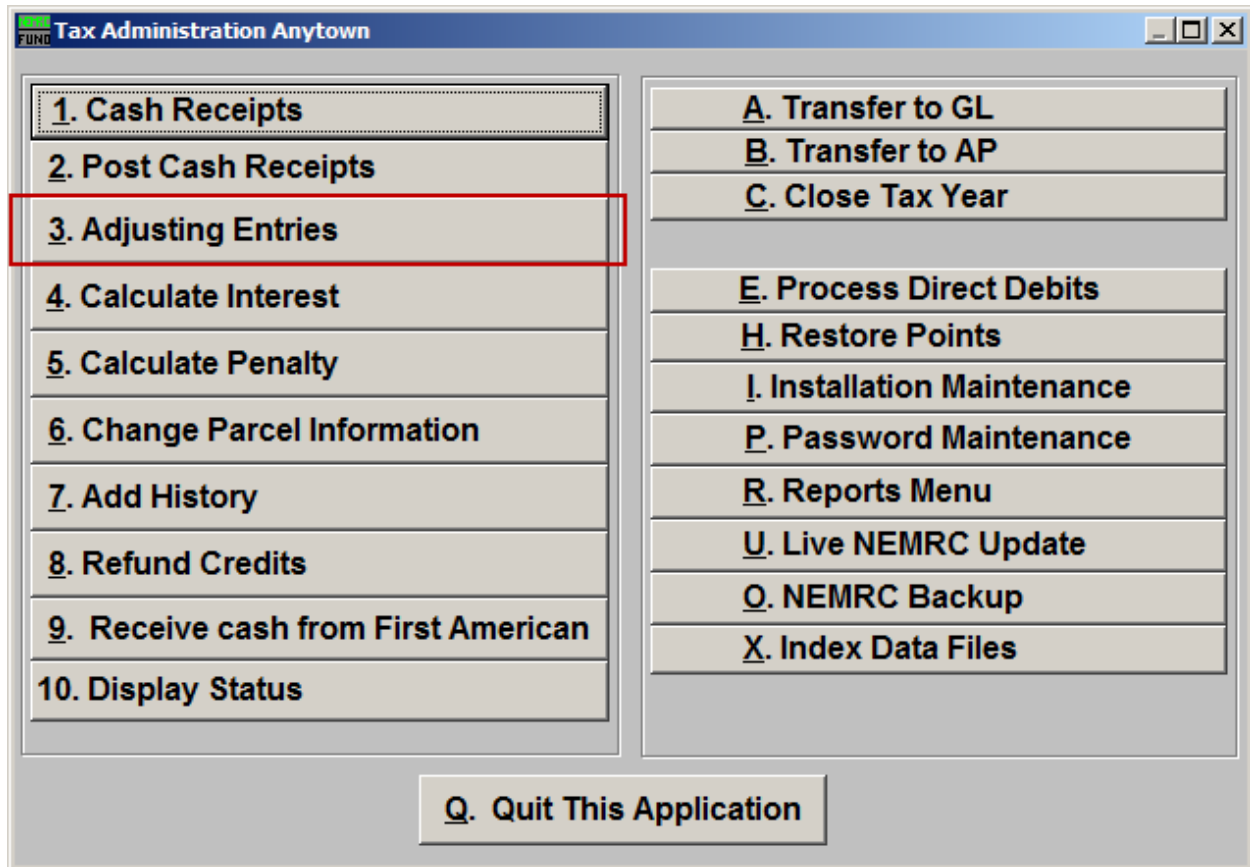 NEMRC
FUND
Tax Administration Anytown
1. Cash Receipts
2. Post Cash Receipts
3. Adjusting Entries
4. Calculate Interest
5. Calculate Penalty
6. Change Parcel Information
7. Add History
8. Refund Credits
9. Receive cash from First American
10. Display Status
A. Transfer to GL
B. Transfer to AP
C. Close Tax Year
E. Process Direct Debits
H. Restore Points
I. Installation Maintenance
P. Password Maintenance
R. Reports Menu
U. Live NEMRC Update
O. NEMRC Backup
X. Index Data Files
Q. Quit This Application